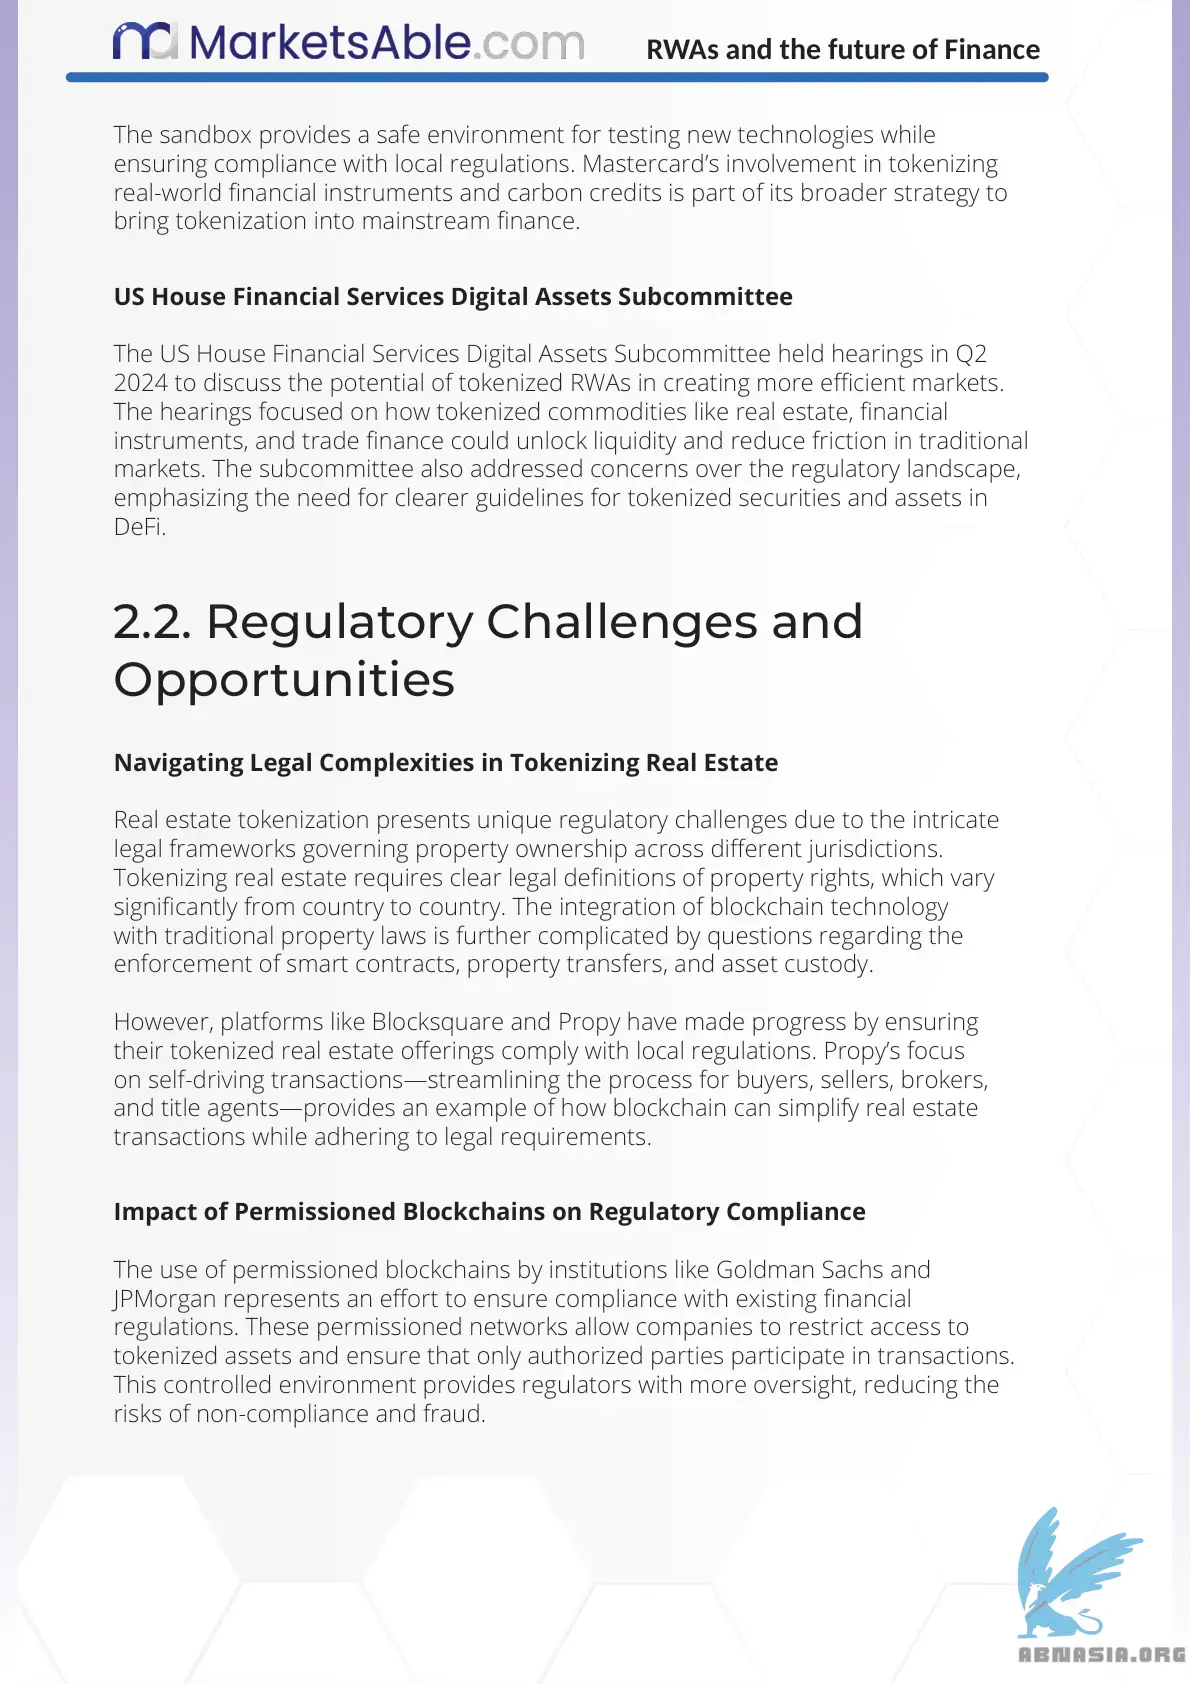 MarketsAble.com
RWAs and the future of Finance
The sandbox provides a safe environment for testing new technologies while
ensuring compliance with local regulations. Mastercard’s involvement in tokenizing
real-world financial instruments and carbon credits is part of its broader strategy to
bring tokenization into mainstream finance.
US House Financial Services Digital Assets Subcommittee
The US House Financial Services Digital Assets Subcommittee held hearings in Q2
2024 to discuss the potential of tokenized RWAs in creating more efficient markets.
The hearings focused on how tokenized commodities like real estate, financial
instruments, and trade finance could unlock liquidity and reduce friction in traditional
markets. The subcommittee also addressed concerns over the regulatory landscape,
emphasizing the need for clearer guidelines for tokenized securities and assets in
DeFi.
2.2. Regulatory Challenges and
Opportunities
Navigating Legal Complexities in Tokenizing Real Estate
Real estate tokenization presents unique regulatory challenges due to the intricate
legal frameworks governing property ownership across different jurisdictions.
Tokenizing real estate requires clear legal definitions of property rights, which vary
significantly from country to country. The integration of blockchain technology
with traditional property laws is further complicated by questions regarding the
enforcement of smart contracts, property transfers, and asset custody.
However, platforms like Blocksquare and Propy have made progress by ensuring
their tokenized real estate offerings comply with local regulations. Propy’s focus
on self-driving transactions—streamlining the process for buyers, sellers, brokers,
and title agents—provides an example of how blockchain can simplify real estate
transactions while adhering to legal requirements.
Impact of Permissioned Blockchains on Regulatory Compliance
The use of permissioned blockchains by institutions like Goldman Sachs and
JPMorgan represents an effort to ensure compliance with existing financial
regulations. These permissioned networks allow companies to restrict access to
tokenized assets and ensure that only authorized parties participate in transactions.
This controlled environment provides regulators with more oversight, reducing the
risks of non-compliance and fraud.
ABNASIA.ORG